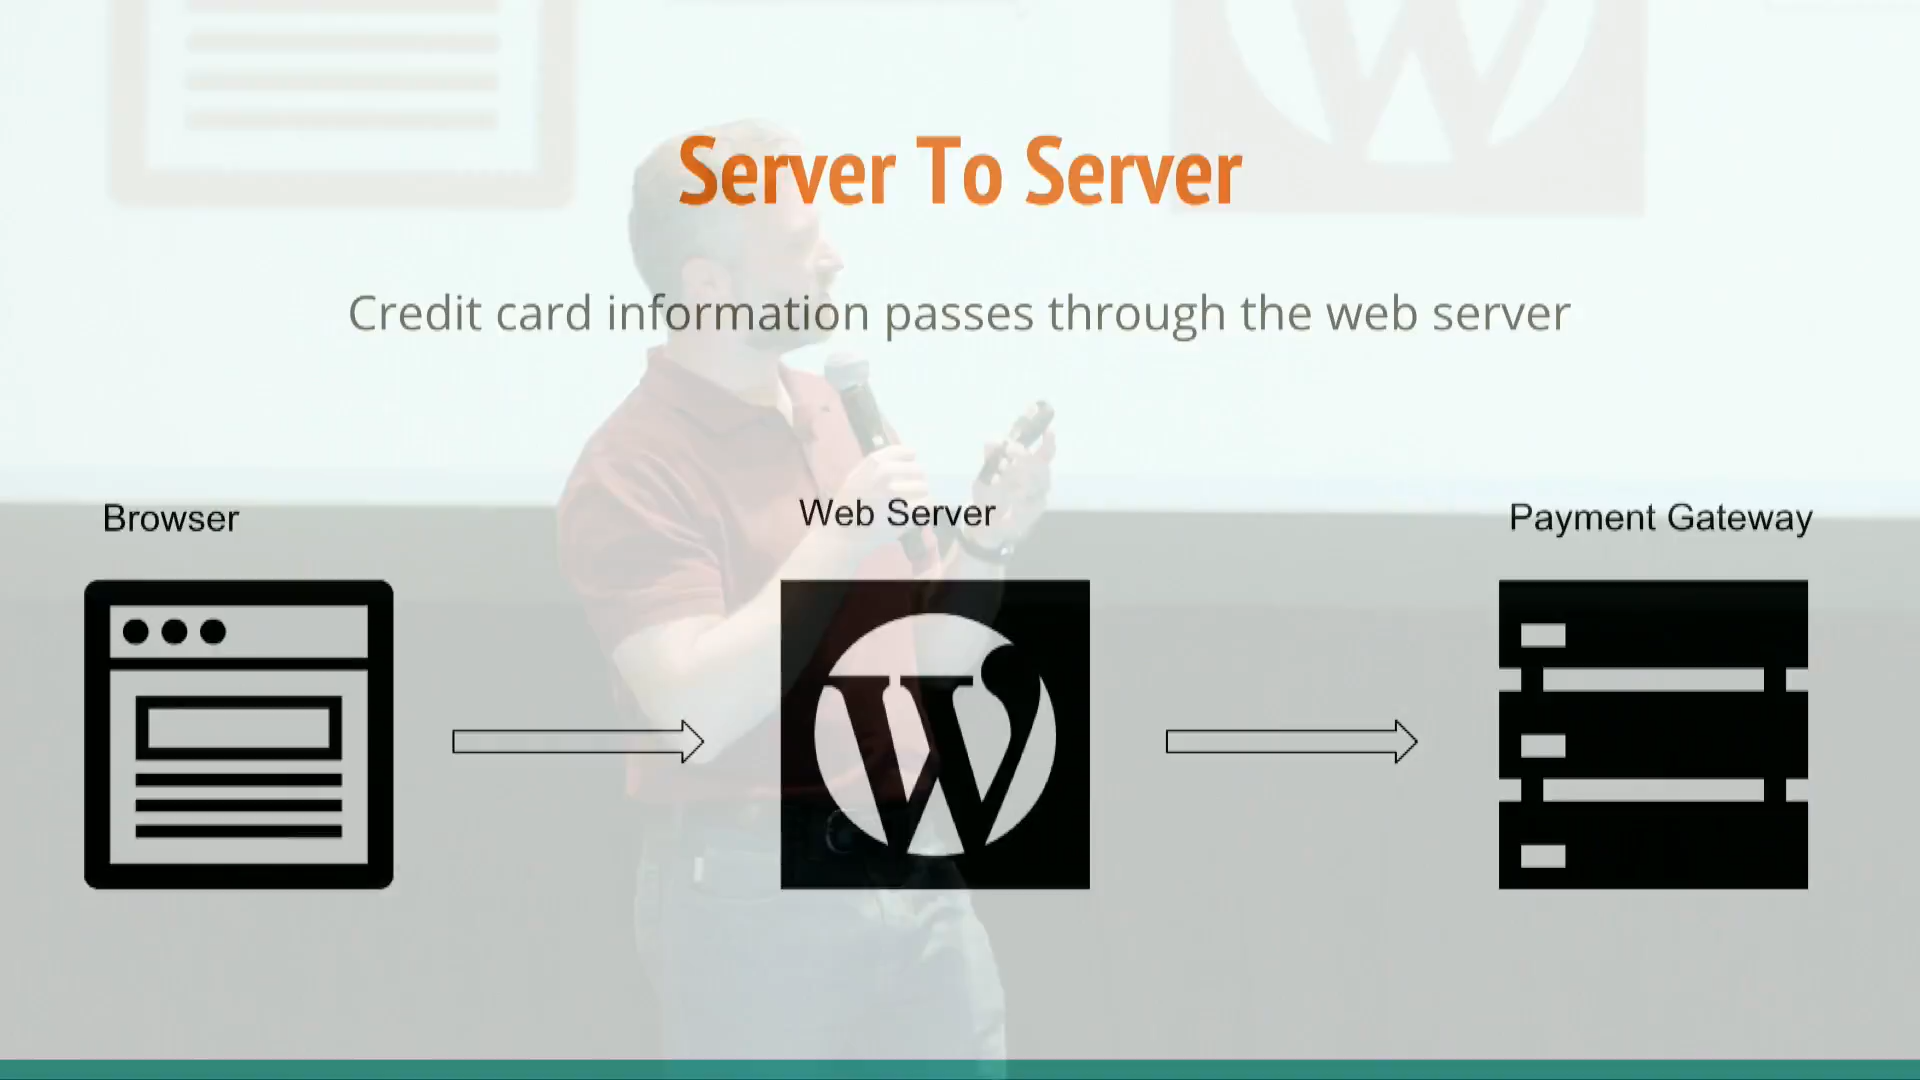 Server To Server
Credit card information passes through the web server
Browser
Web Server
Payment Gateway